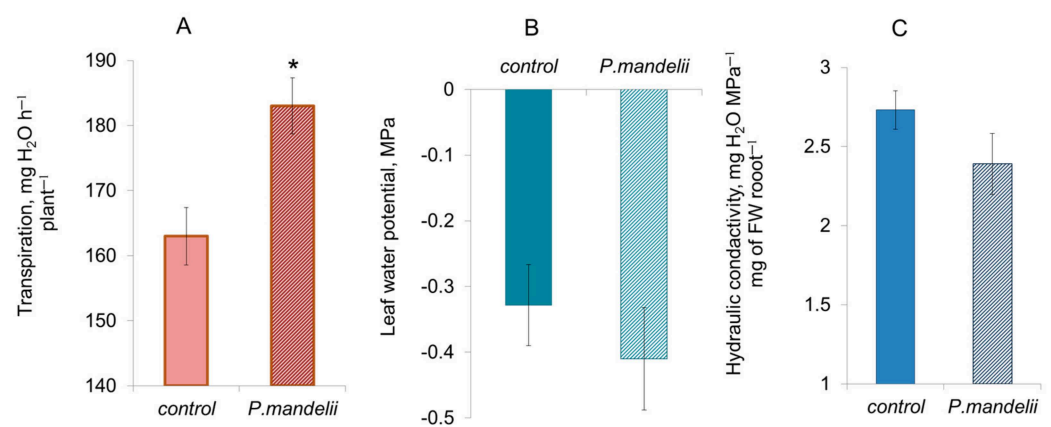 A
Transpiration, mg H₂O h⁻¹
plant⁻¹
190
180
170
160
150
140
*
control
P.mandelii
B
control
P.mandelii
Leaf water potential, MPa
0
-0.1
-0.2
-0.3
-0.4
-0.5
C
Hydraulic condactivity, mg H₂O MPa⁻¹
mg of FW rooot⁻¹
3
2.5
2
1.5
1
control
P.mandelii